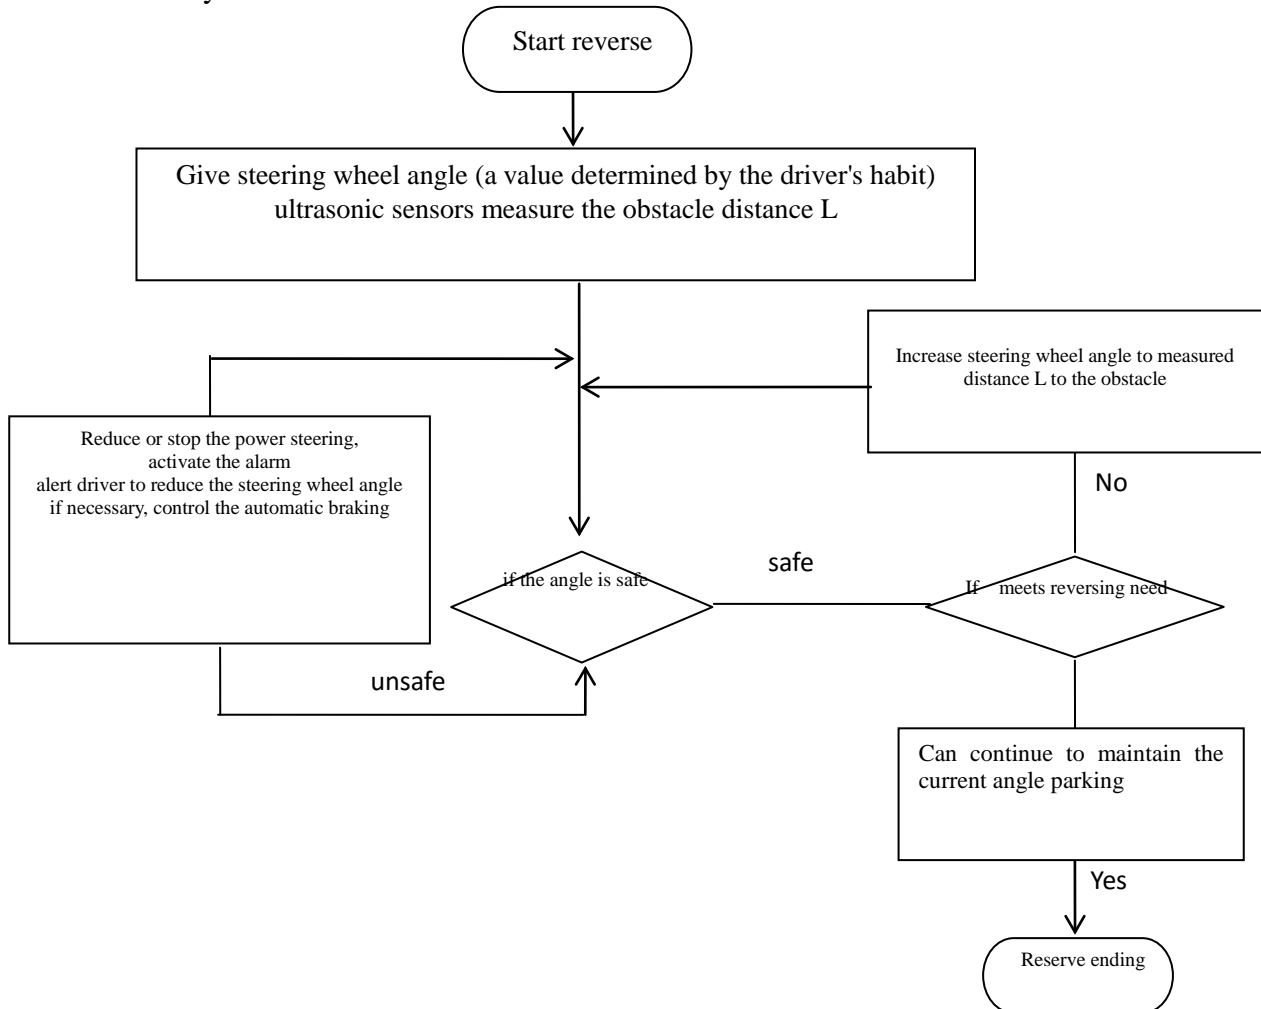 Start reverse
Give steering wheel angle (a value determined by the driver's habit)
ultrasonic sensors measure the obstacle distance L
Increase steering wheel angle to measured
distance L to the obstacle
Reduce or stop the power steering,
activate the alarm
alert driver to reduce the steering wheel angle
if necessary, control the automatic braking
No
safe
if the angle is safe
If meets reversing need
unsafe
Can continue to maintain the
current angle parking
Yes
Reserve ending